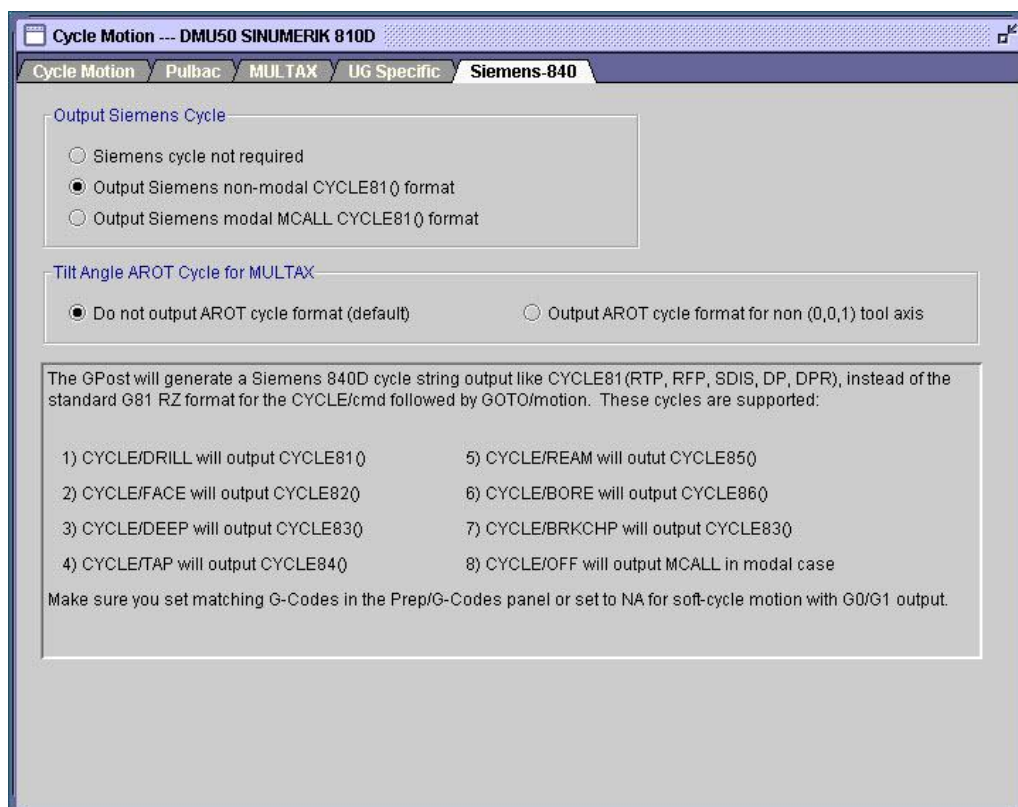 Cycle Motion --- DMU50 SINUMERIK 810D
Cycle Motion Pulbac MULTAX UG Specific Siemens-840
Output Siemens Cycle
Siemens cycle not required
Output Siemens non-modal CYCLE81() format
Output Siemens modal MCALL CYCLE81() format
Tilt Angle AROT Cycle for MULTAX
Do not output AROT cycle format (default) Output AROT cycle format for non (0,0,1) tool axis
The GPost will generate a Siemens 840D cycle string output like CYCLE81(RTP, RFP, SDIS, DP, DPR), instead of the
standard G81 RZ format for the CYCLE/cmd followed by GOTO/motion. These cycles are supported:
1) CYCLE/DRILL will output CYCLE81() 5) CYCLE/REAM will outut CYCLE85()
2) CYCLE/FACE will output CYCLE82() 6) CYCLE/BORE will output CYCLE86()
3) CYCLE/DEEP will output CYCLE83() 7) CYCLE/BRKCHP will output CYCLE83()
4) CYCLE/TAP will output CYCLE84() 8) CYCLE/OFF will output MCALL in modal case
Make sure you set matching G-Codes in the Prep/G-Codes panel or set to NA for soft-cycle motion with G0/G1 output.